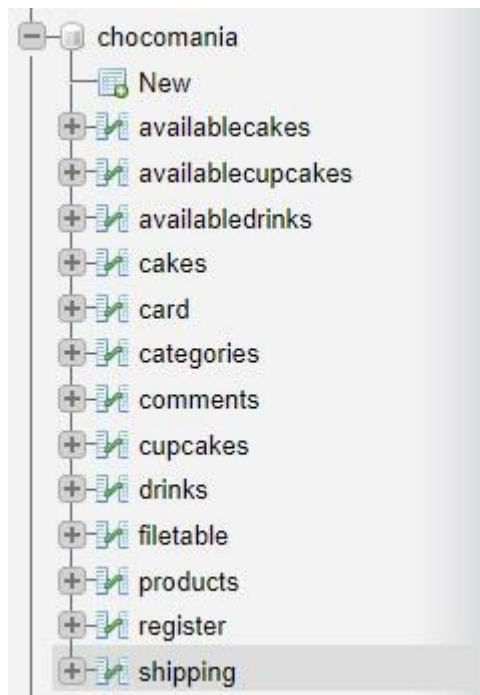 chocomania
New
availablecakes
availablecupcakes
availabledrinks
cakes
card
categories
comments
cupcakes
drinks
filetable
products
register
shipping